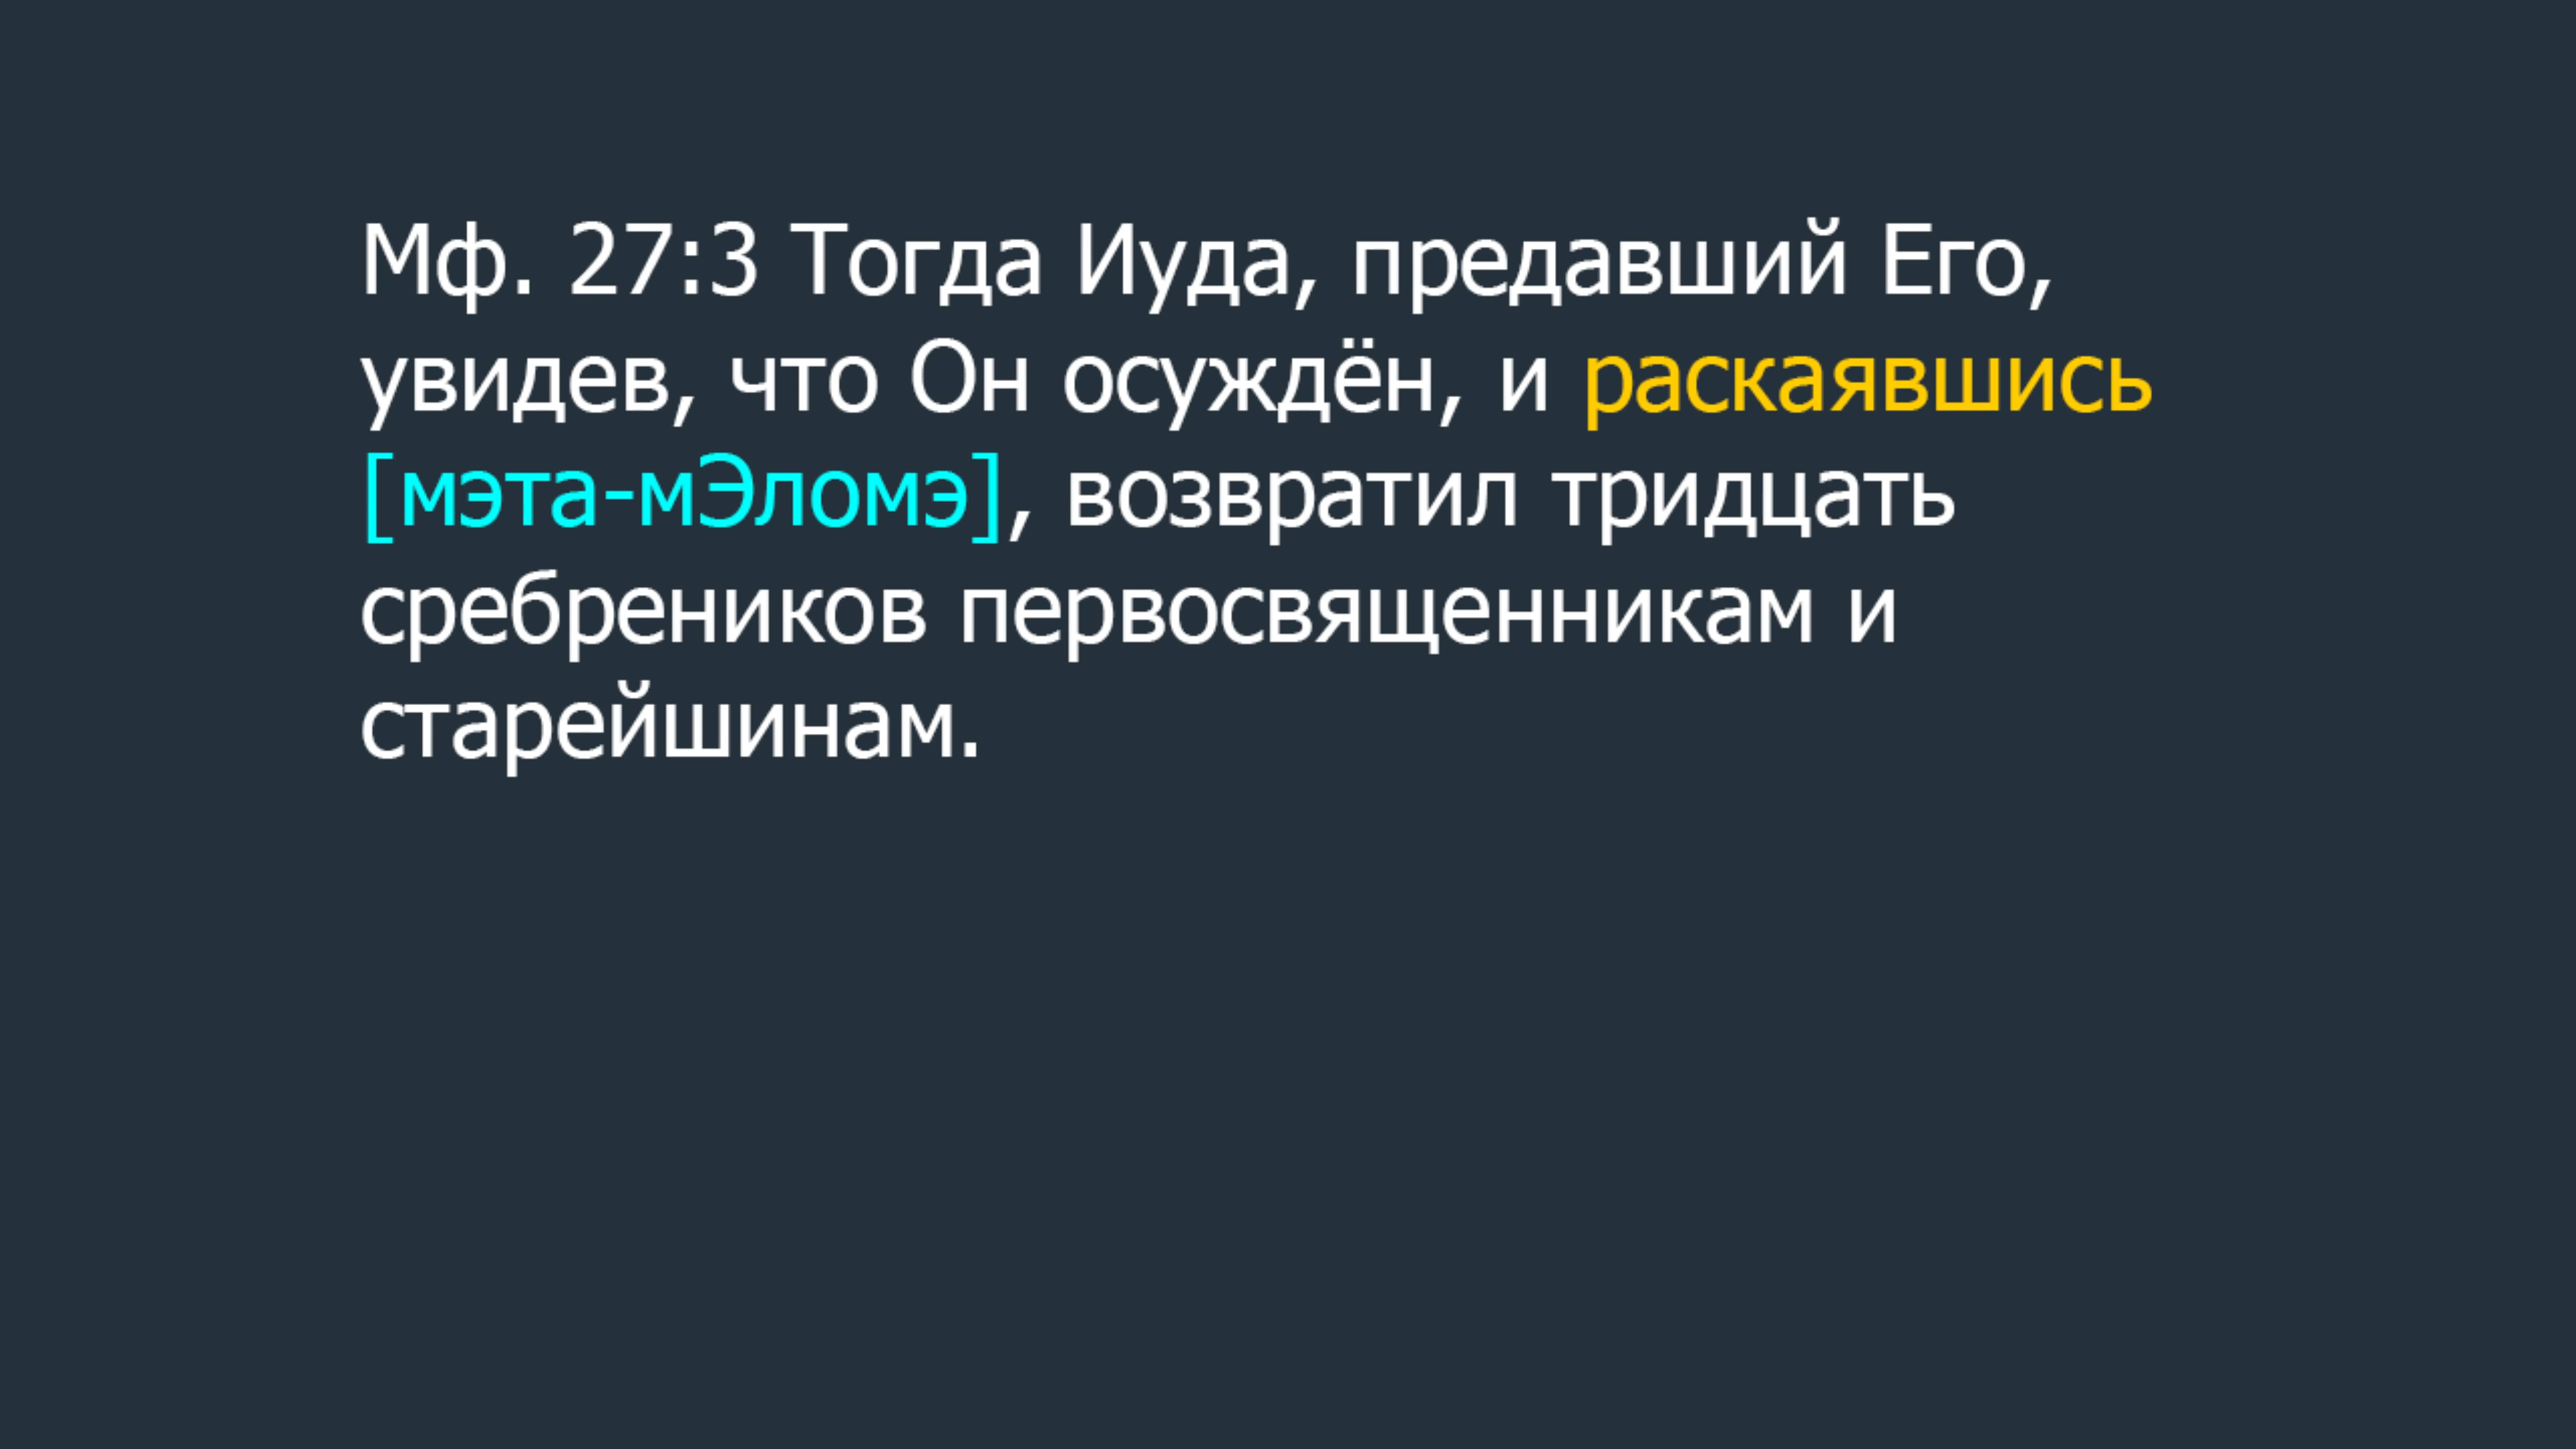 Мф. 27:3 Тогда Иуда, предавший Его,
увидев, что Он осуждён, и раскаявшись
[мэта-мЭломэ], возвратил тридцать
сребреников первосвященникам и
старейшинам.